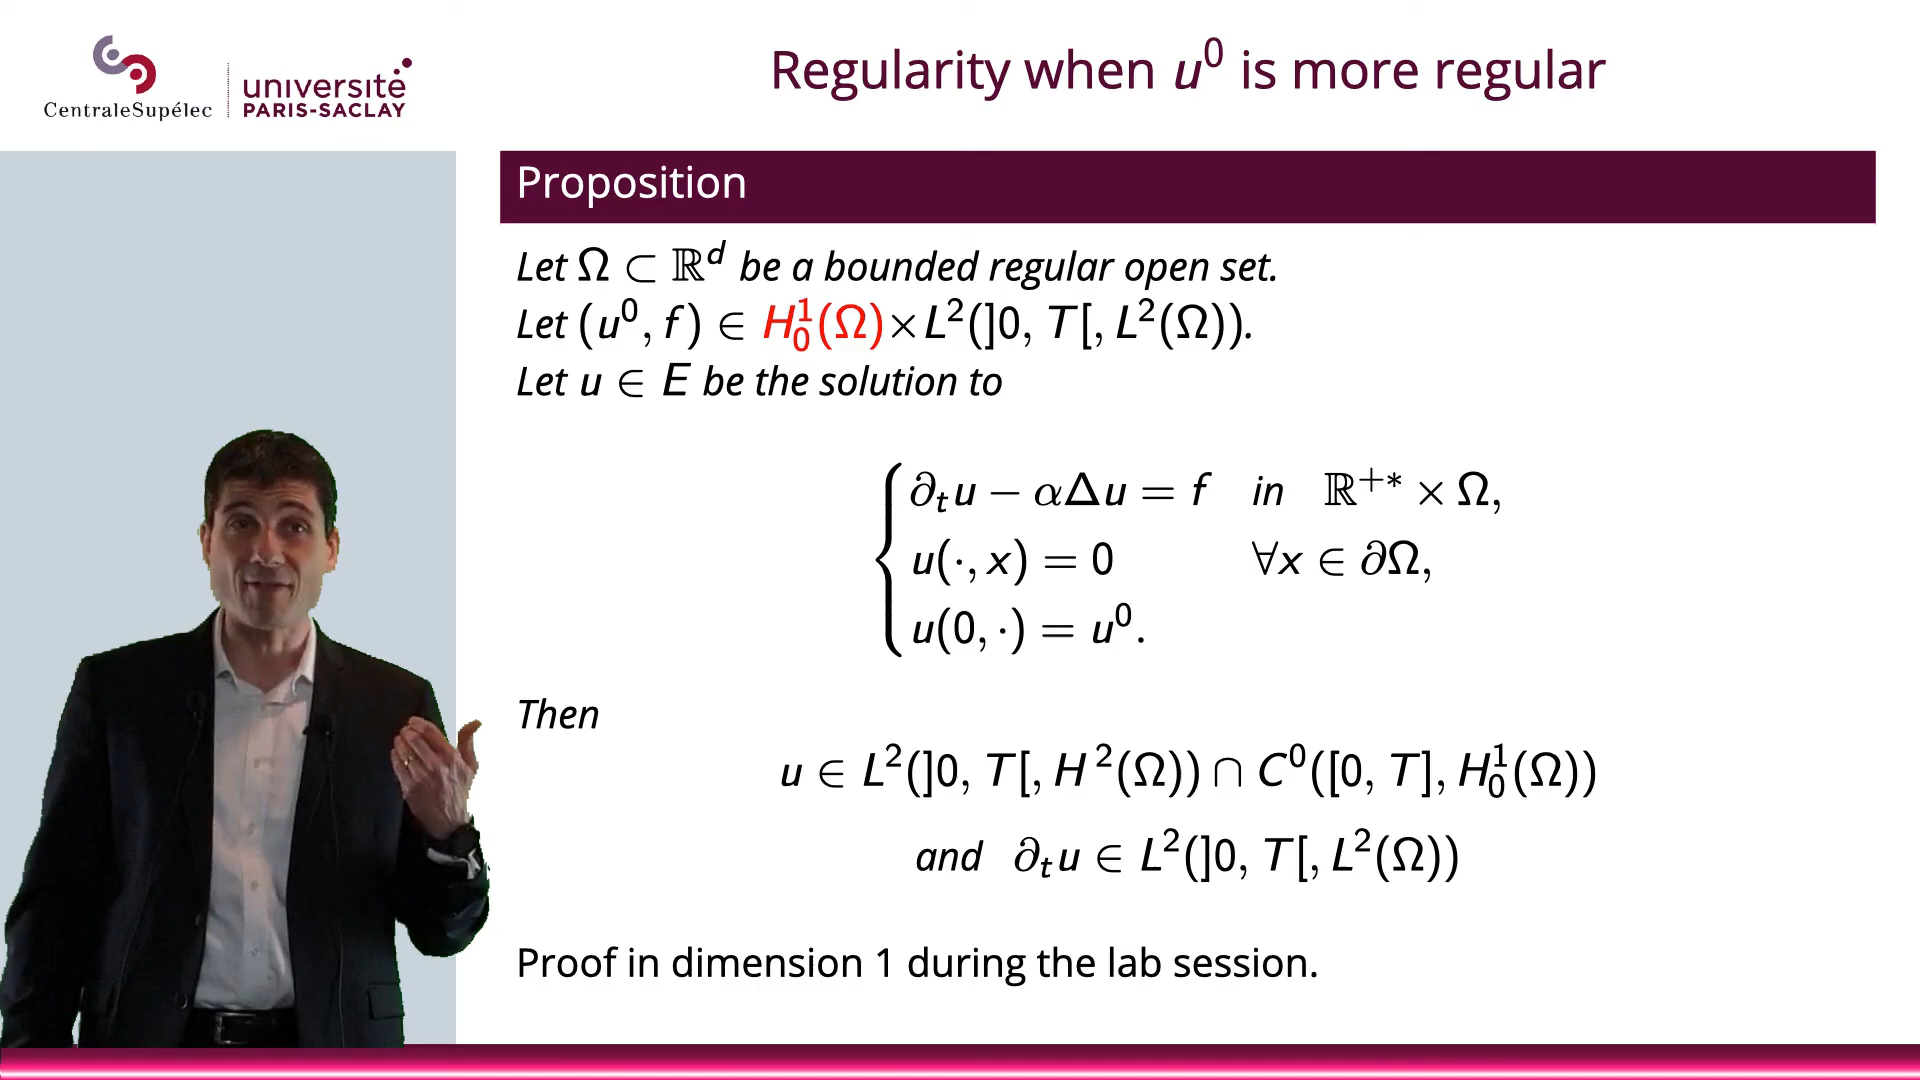 CentraleSupélec
université
PARIS-SACLAY
Regularity when u⁰ is more regular
Proposition
Let Ω ⊂ ℝᵈ be a bounded regular open set.
Let (u⁰, f) ∈ H¹₀(Ω)×L²(]0, T[, L²(Ω)).
Let u ∈ E be the solution to
∂ₜu − αΔu = f in ℝ⁺* × Ω,
u(·, x) = 0 ∀x ∈ ∂Ω,
u(0, ·) = u⁰.
Then
u ∈ L²(]0, T[, H²(Ω)) ∩ C⁰([0, T], H¹₀(Ω))
and ∂ₜu ∈ L²(]0, T[, L²(Ω))
Proof in dimension 1 during the lab session.